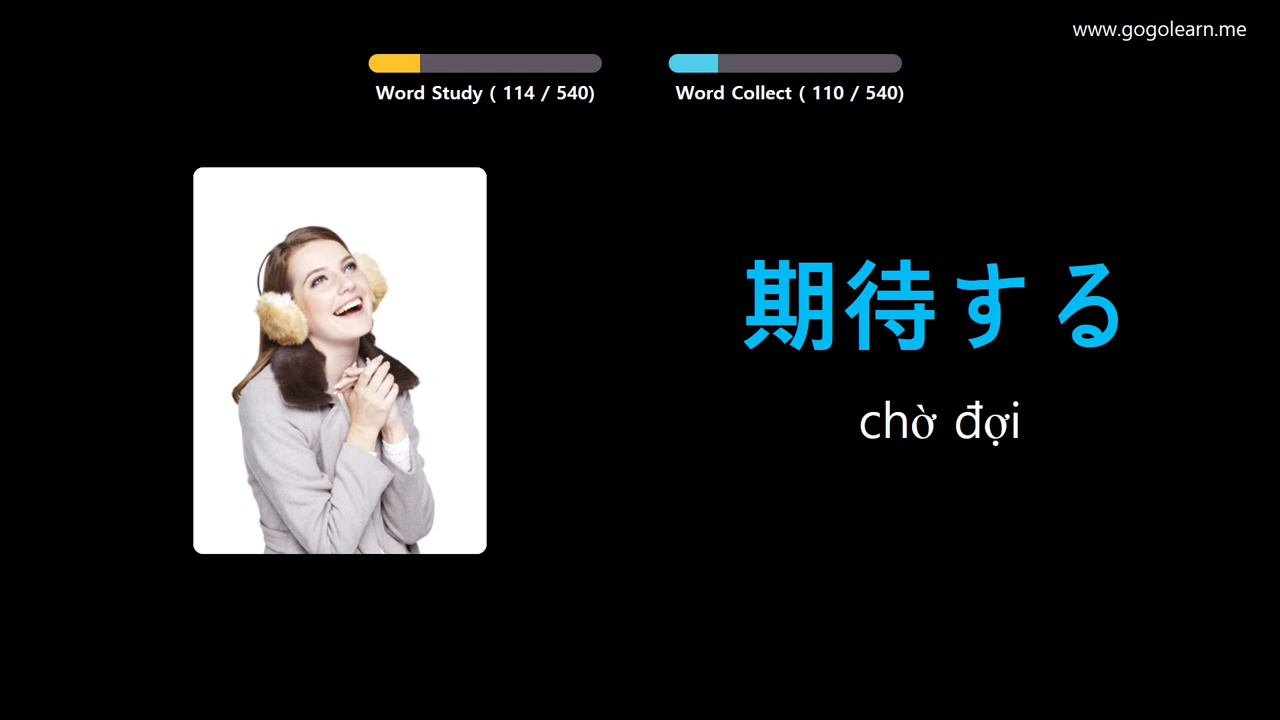 www.gogolearn.me
Word Study ( 114 / 540)
Word Collect ( 110 / 540)
期待する
chờ đợi